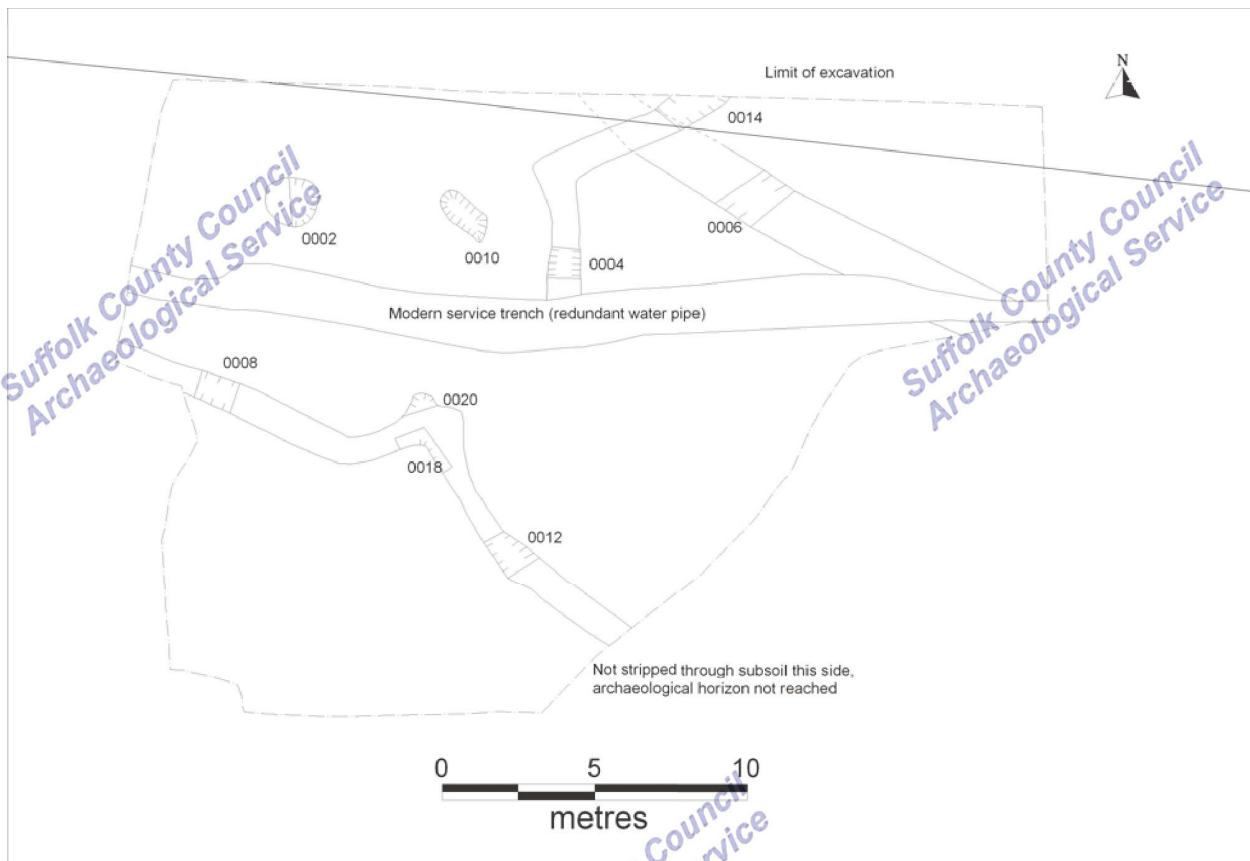 Limit of excavation
N
0014
Suffolk County Council
Archaeological Service
Suffolk County Council
Archaeological Service
0002
0010
0004
0006
Modern service trench (redundant water pipe)
0008
0020
0018
0012
Not stripped through subsoil this side,
archaeological horizon not reached
0 5 10
metres
Council